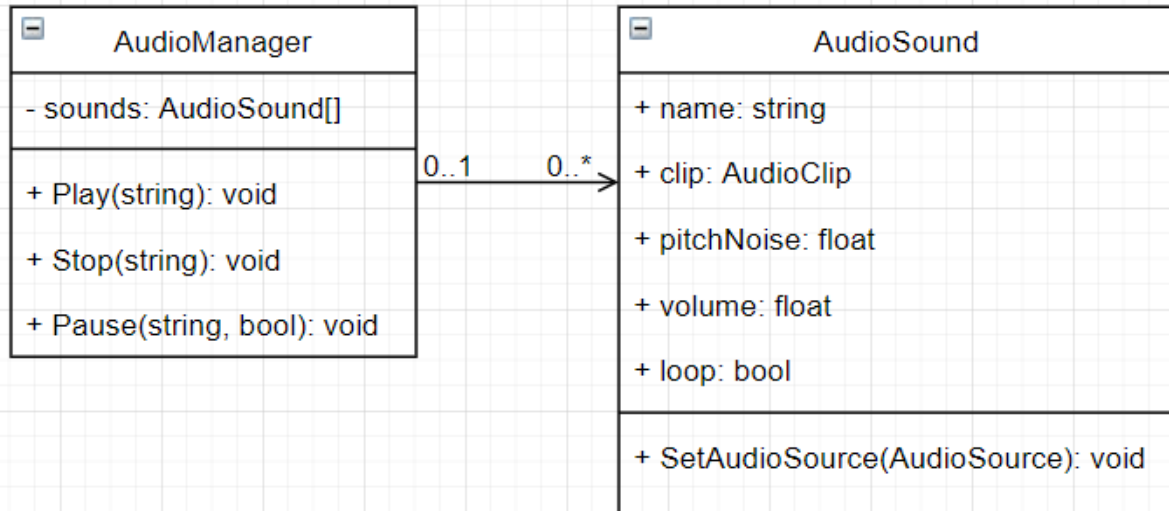 AudioManager
- sounds: AudioSound[]
+ Play(string): void
+ Stop(string): void
+ Pause(string, bool): void
0..1
0..*
AudioSound
+ name: string
+ clip: AudioClip
+ pitchNoise: float
+ volume: float
+ loop: bool
+ SetAudioSource(AudioSource): void